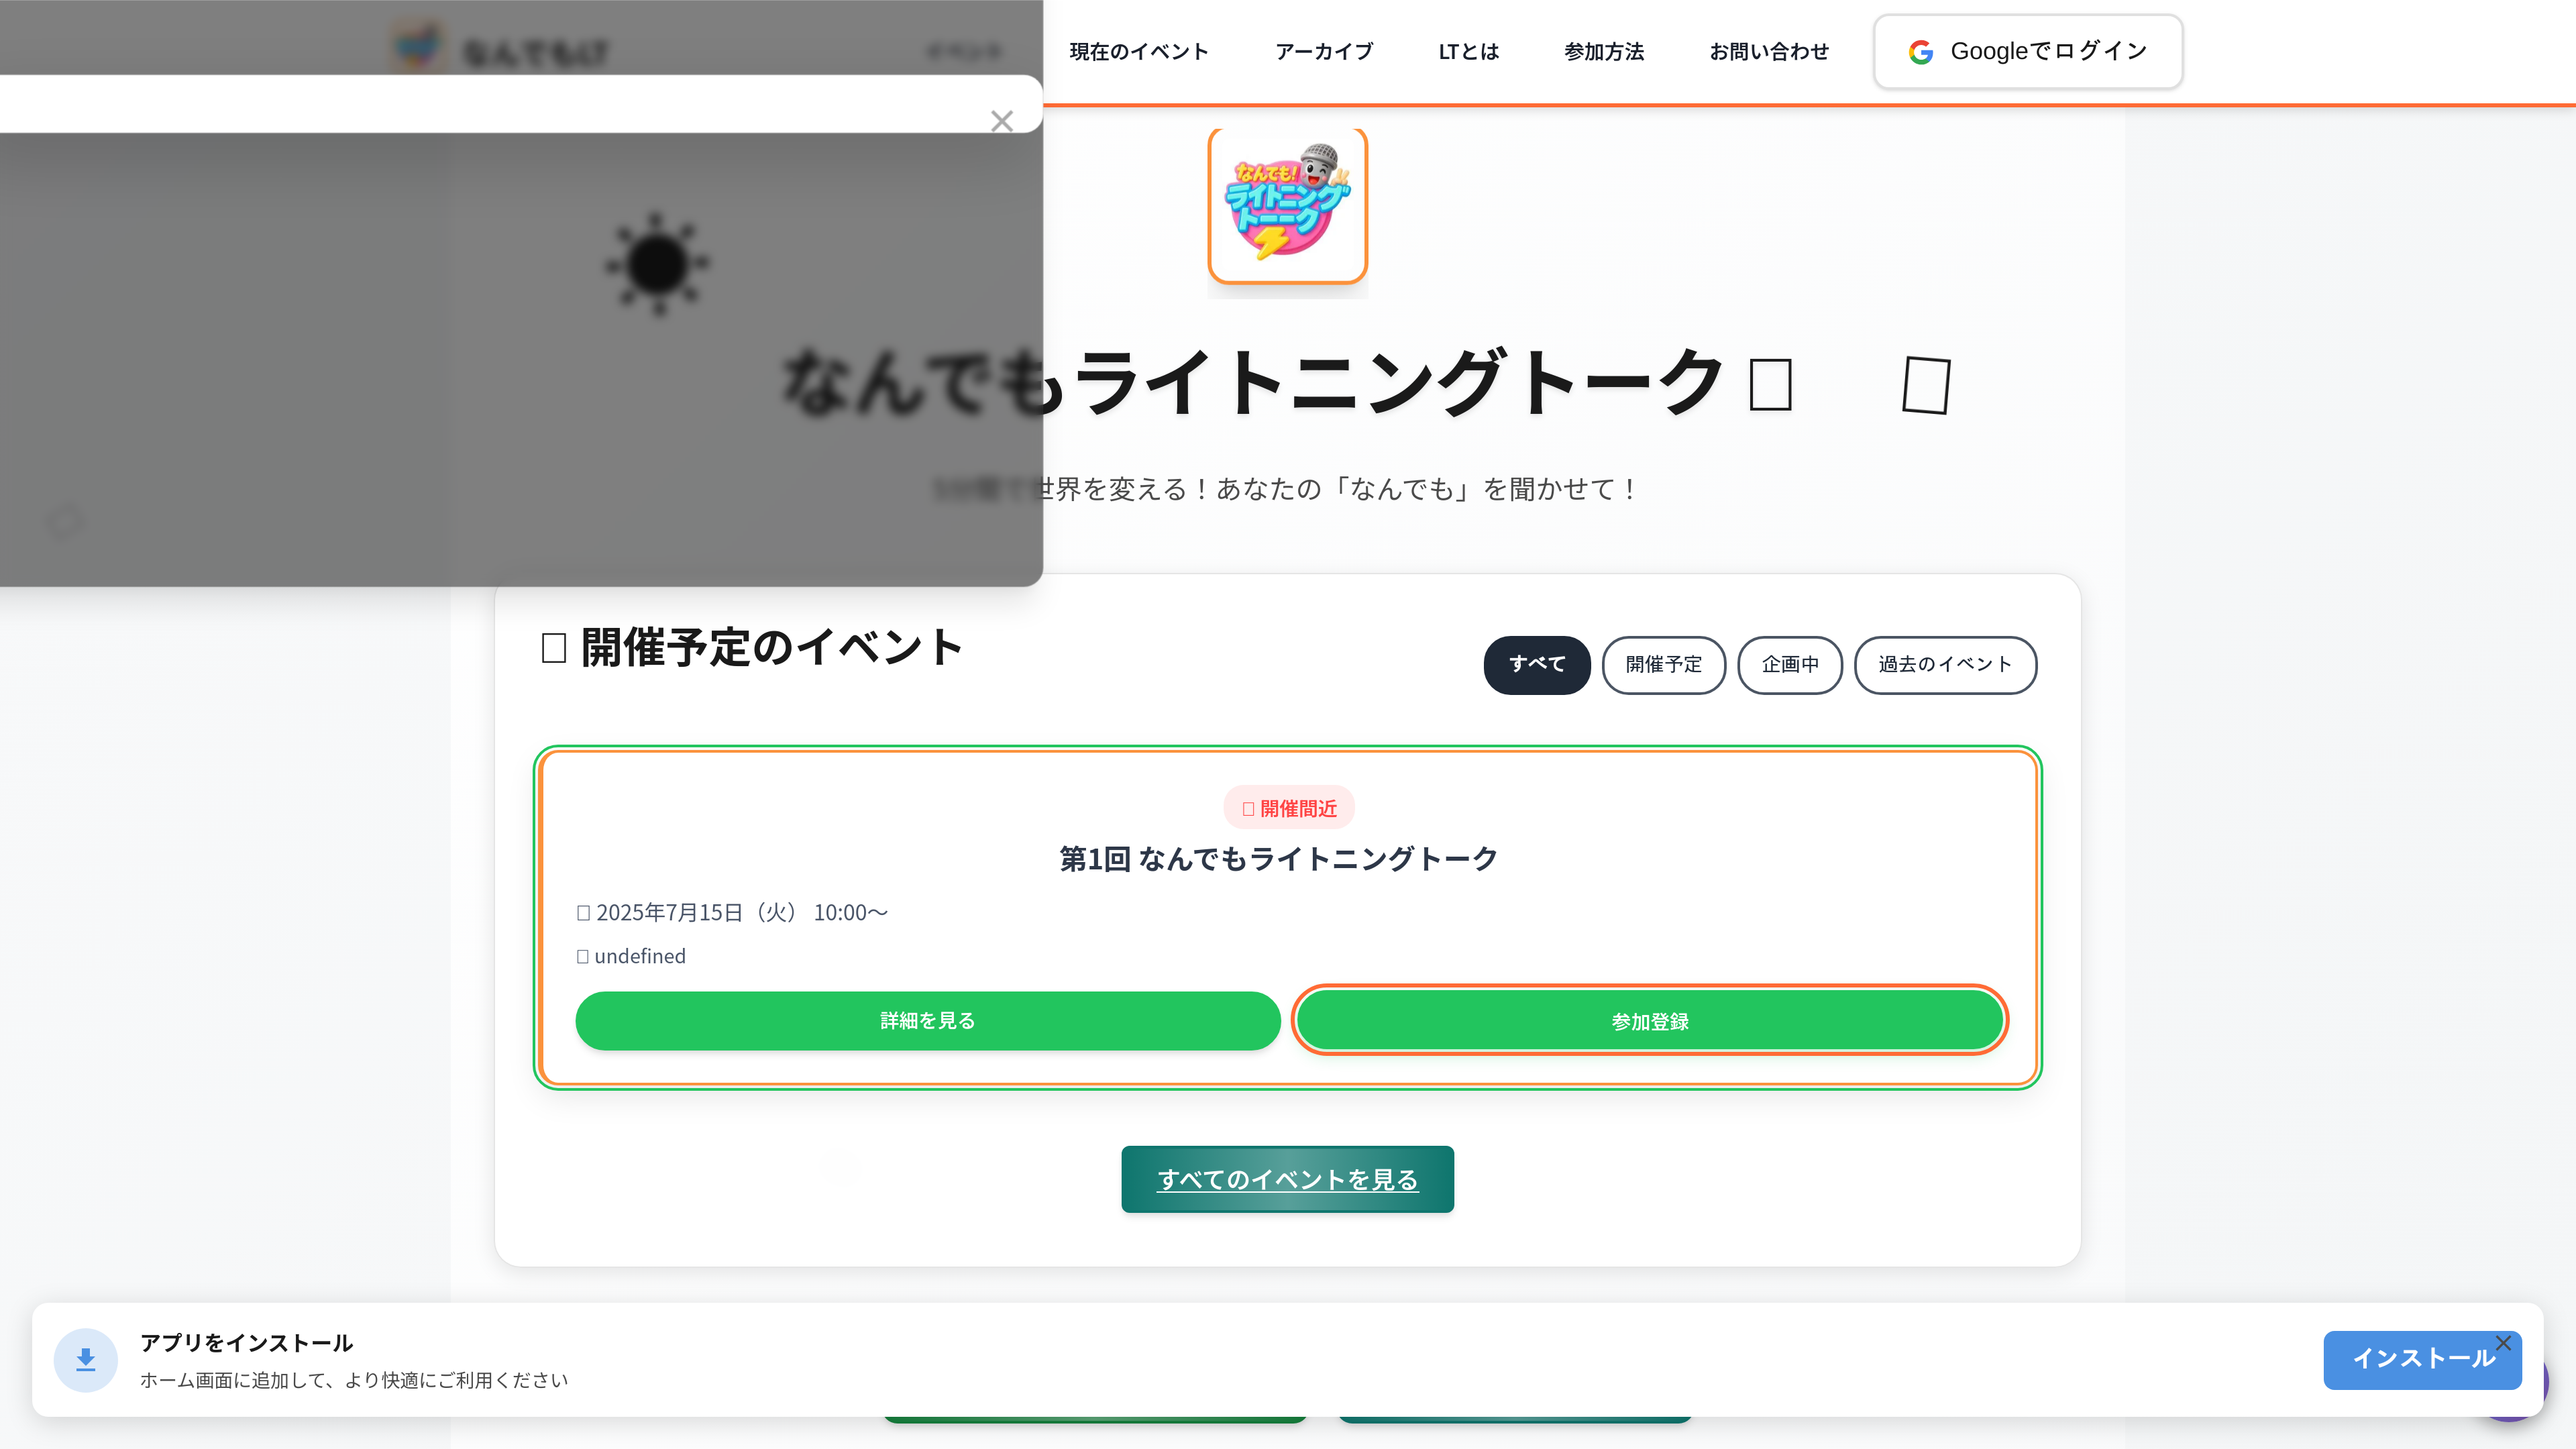 なんでもLT
イベント
現在のイベント
アーカイブ
LTとは
参加方法
お問い合わせ
Googleでログイン
なんでも!
ライトニング
トーーク
なんでもライトニングトーク
5分間で世界を変える！あなたの「なんでも」を聞かせて！
開催予定のイベント
すべて
開催予定
企画中
過去のイベント
開催間近
第1回 なんでもライトニングトーク
2025年7月15日（火） 10:00〜
undefined
詳細を見る
参加登録
すべてのイベントを見る
アプリをインストール
ホーム画面に追加して、より快適にご利用ください
インストール